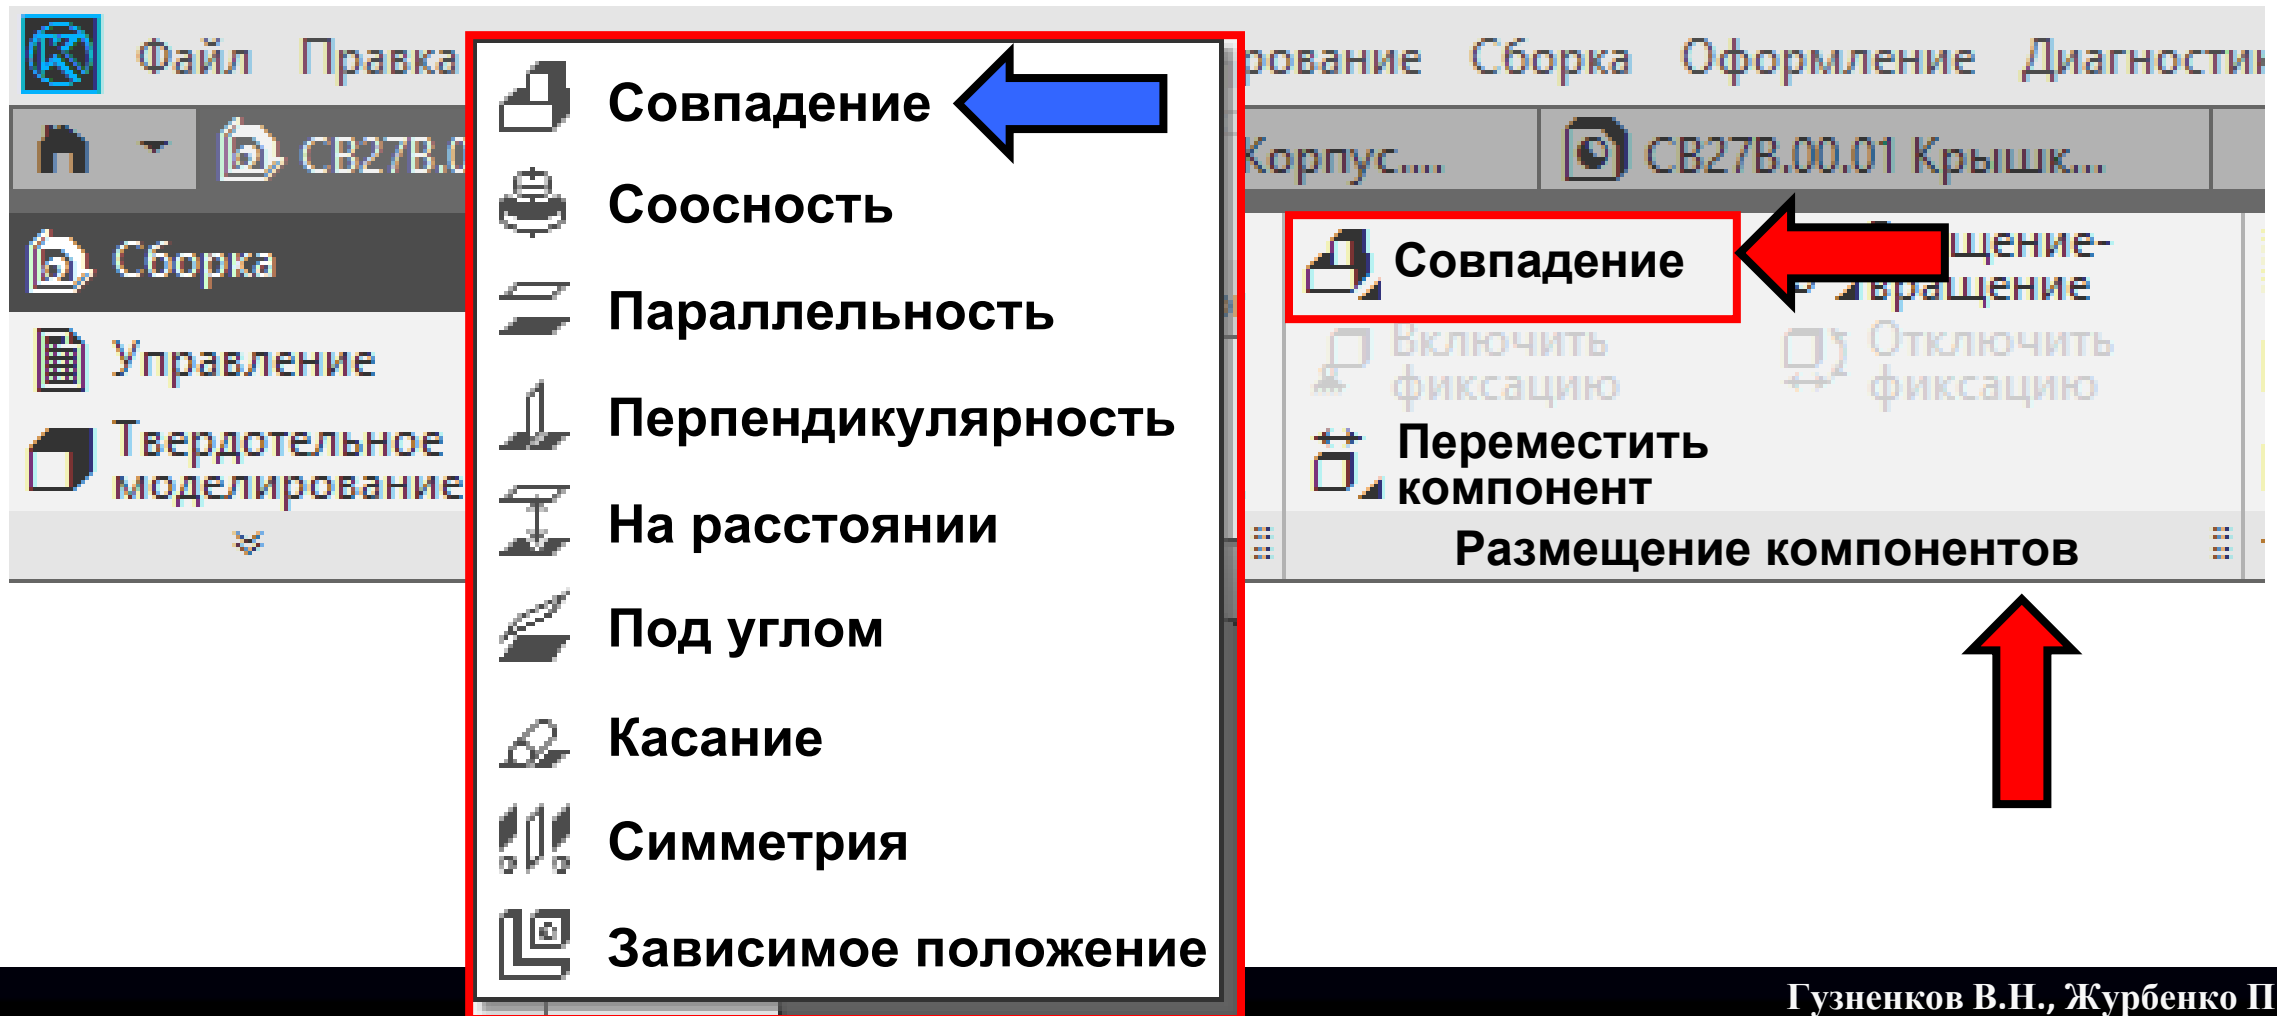 Файл Правка
рование Сборка Оформление Диагности
СВ27В.0
Корпус....
СВ27В.00.01 Крышк...
Сборка
Управление
Твердотельное
моделирование
Совпадение
Соосность
Параллельность
Перпендикулярность
На расстоянии
Под углом
Касание
Симметрия
Зависимое положение
Совпадение
щение-
вращение
Включить
фиксацию
Отключить
фиксацию
Переместить
компонент
Размещение компонентов
Гузненков В.Н., Журбенко П